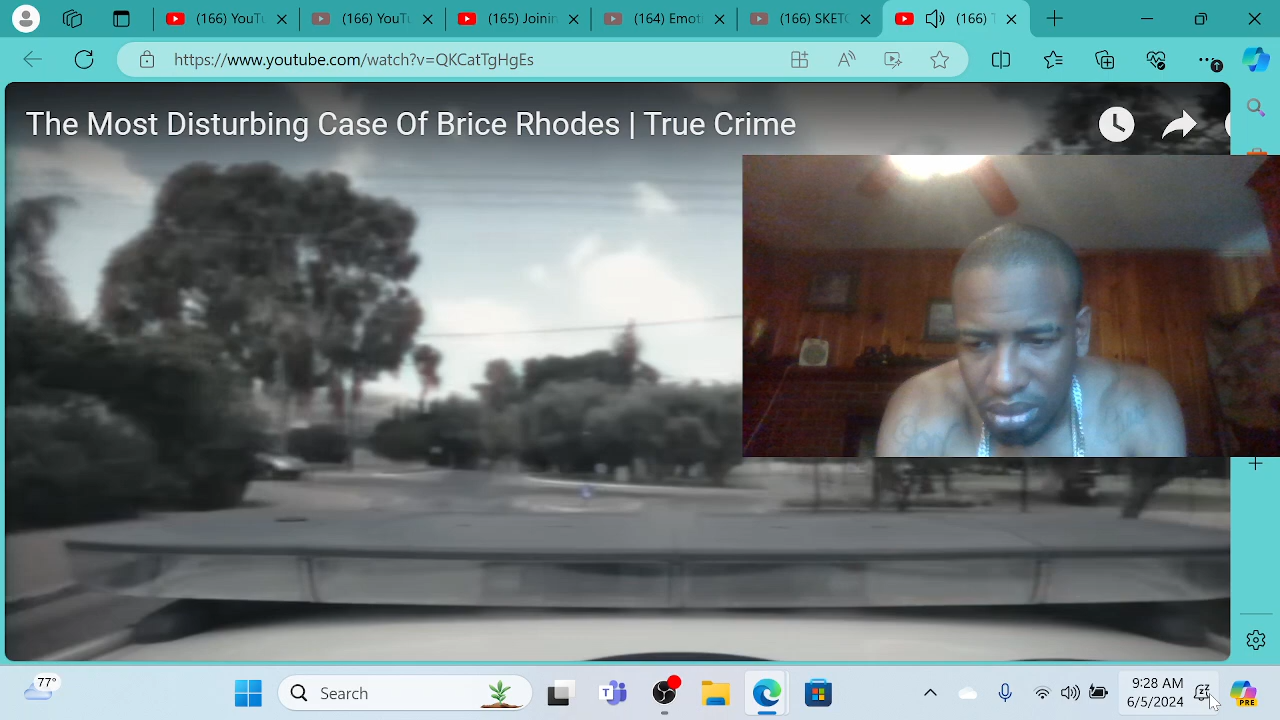 (166) YouTu
(166) YouTu
(165) Joinin
(164) Emoti
(166) SKETC
(166) T
https://www.youtube.com/watch?v=QKCatTgHgEs
The Most Disturbing Case Of Brice Rhodes | True Crime
77°
Search
9:28 AM
6/5/2024
PRE